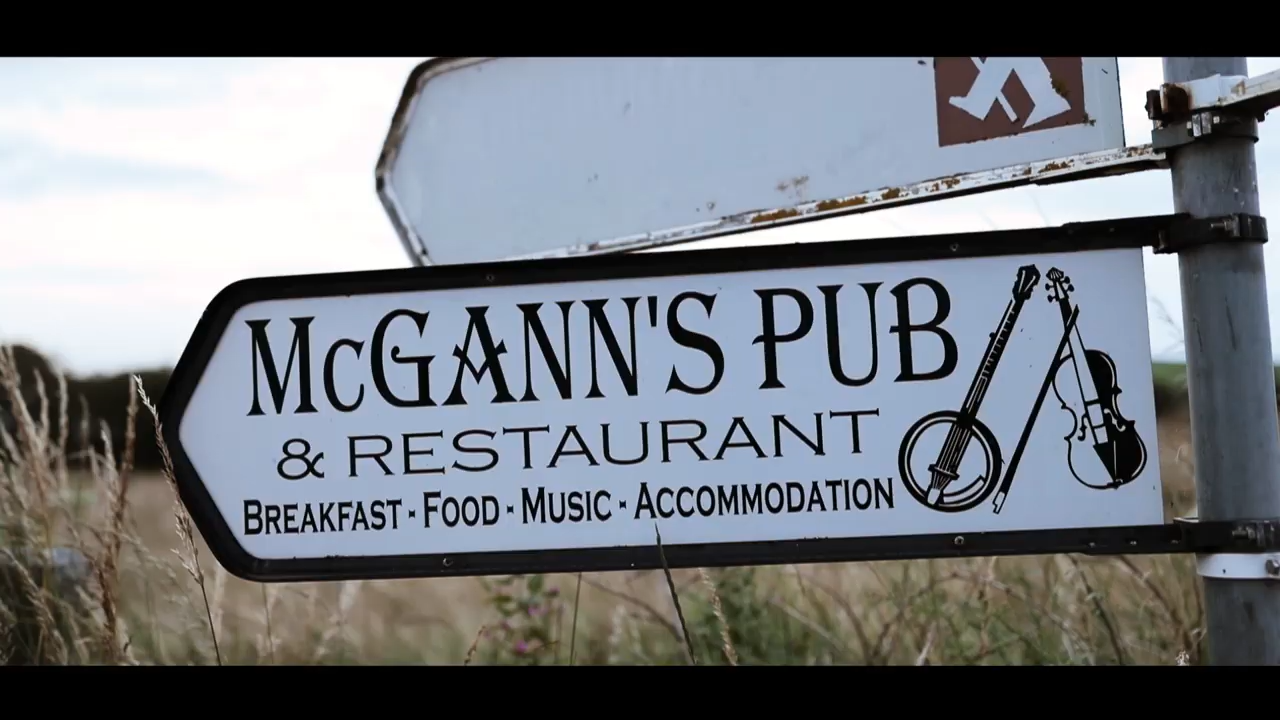 McGANN'S PUB
& RESTAURANT
BREAKFAST · FOOD · MUSIC · ACCOMMODATION